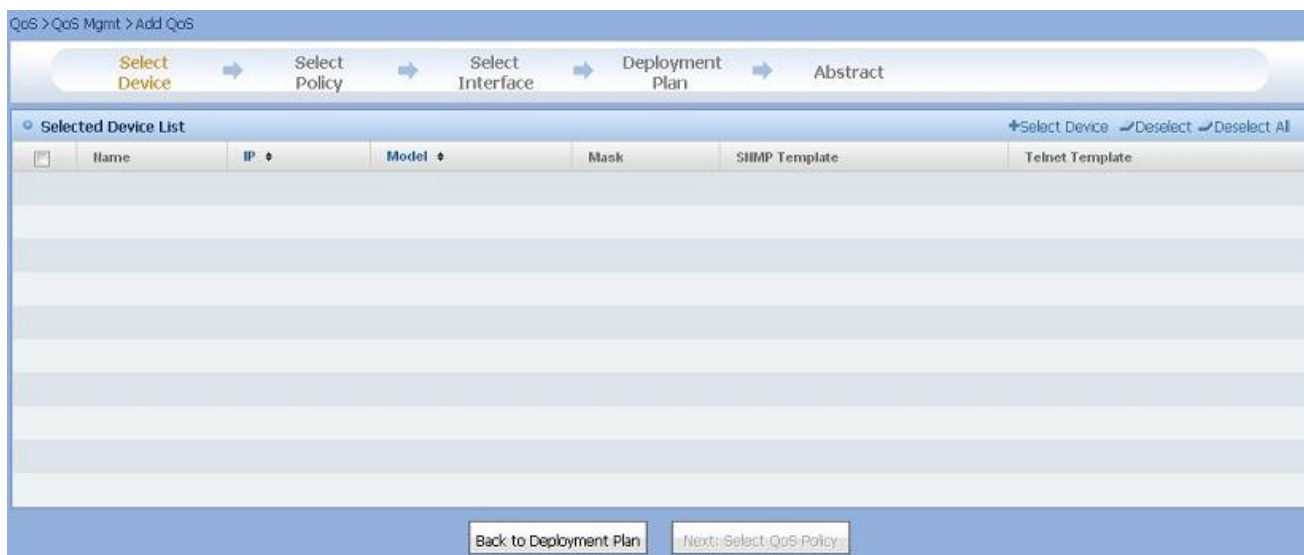 QoS >QoS Mgmt >Add QoS
Select Device
Select Policy
Select Interface
Deployment Plan
Abstract
Selected Device List
Select Device Deselect Deselect All
Name IP Model Mask SNMP Template Telnet Template
Back to Deployment Plan Next: Select QoS Policy